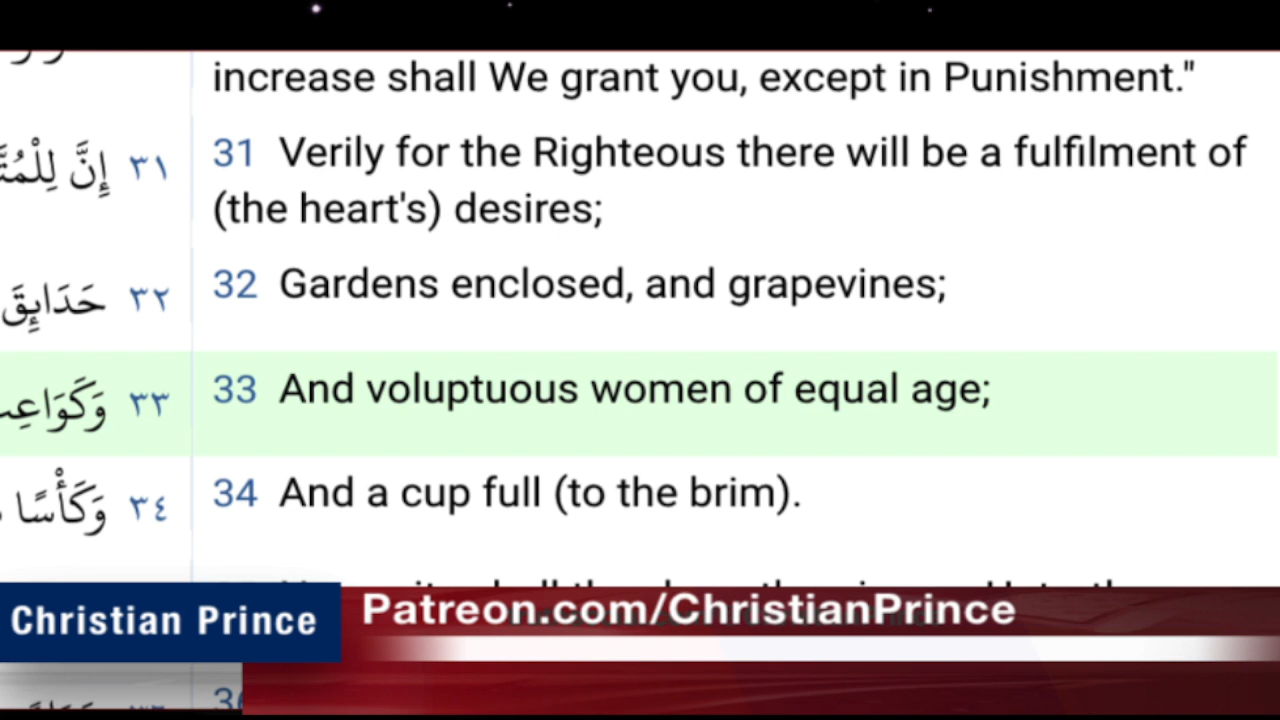 increase shall We grant you, except in Punishment."
إِنَّ ٣١
31 Verily for the Righteous there will be a fulfilment of
(the heart's) desires;
حَدَائِقَ ٣٢
32 Gardens enclosed, and grapevines;
٣٣
33 And voluptuous women of equal age;
وَكَأْسًا ٣٤
34 And a cup full (to the brim).
Christian Prince
Patreon.com/ChristianPrince